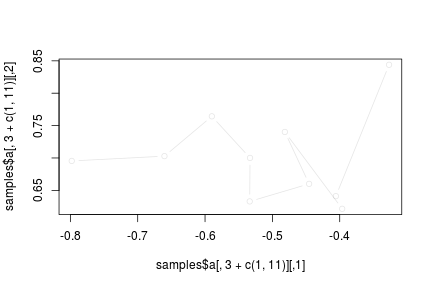 samples$a[, 3 + c(1, 11)][,2]
0.85
0.75
0.65
-0.8 -0.7 -0.6 -0.5 -0.4
samples$a[, 3 + c(1, 11)][,1]